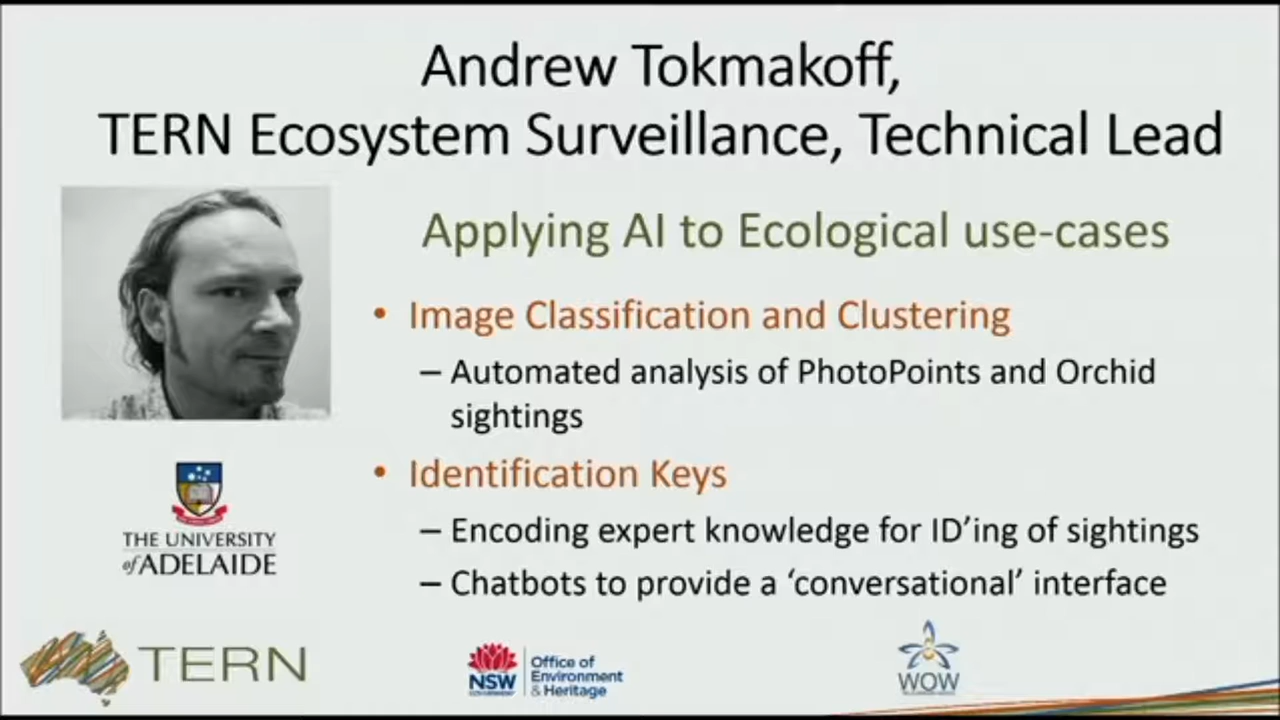 Andrew Tokmakoff,
TERN Ecosystem Surveillance, Technical Lead
Applying AI to Ecological use-cases
• Image Classification and Clustering
– Automated analysis of PhotoPoints and Orchid
sightings
• Identification Keys
– Encoding expert knowledge for ID’ing of sightings
– Chatbots to provide a ‘conversational’ interface
THE UNIVERSITY
of ADELAIDE
TERN
NSW
GOVERNMENT
Office of
Environment
& Heritage
WOW